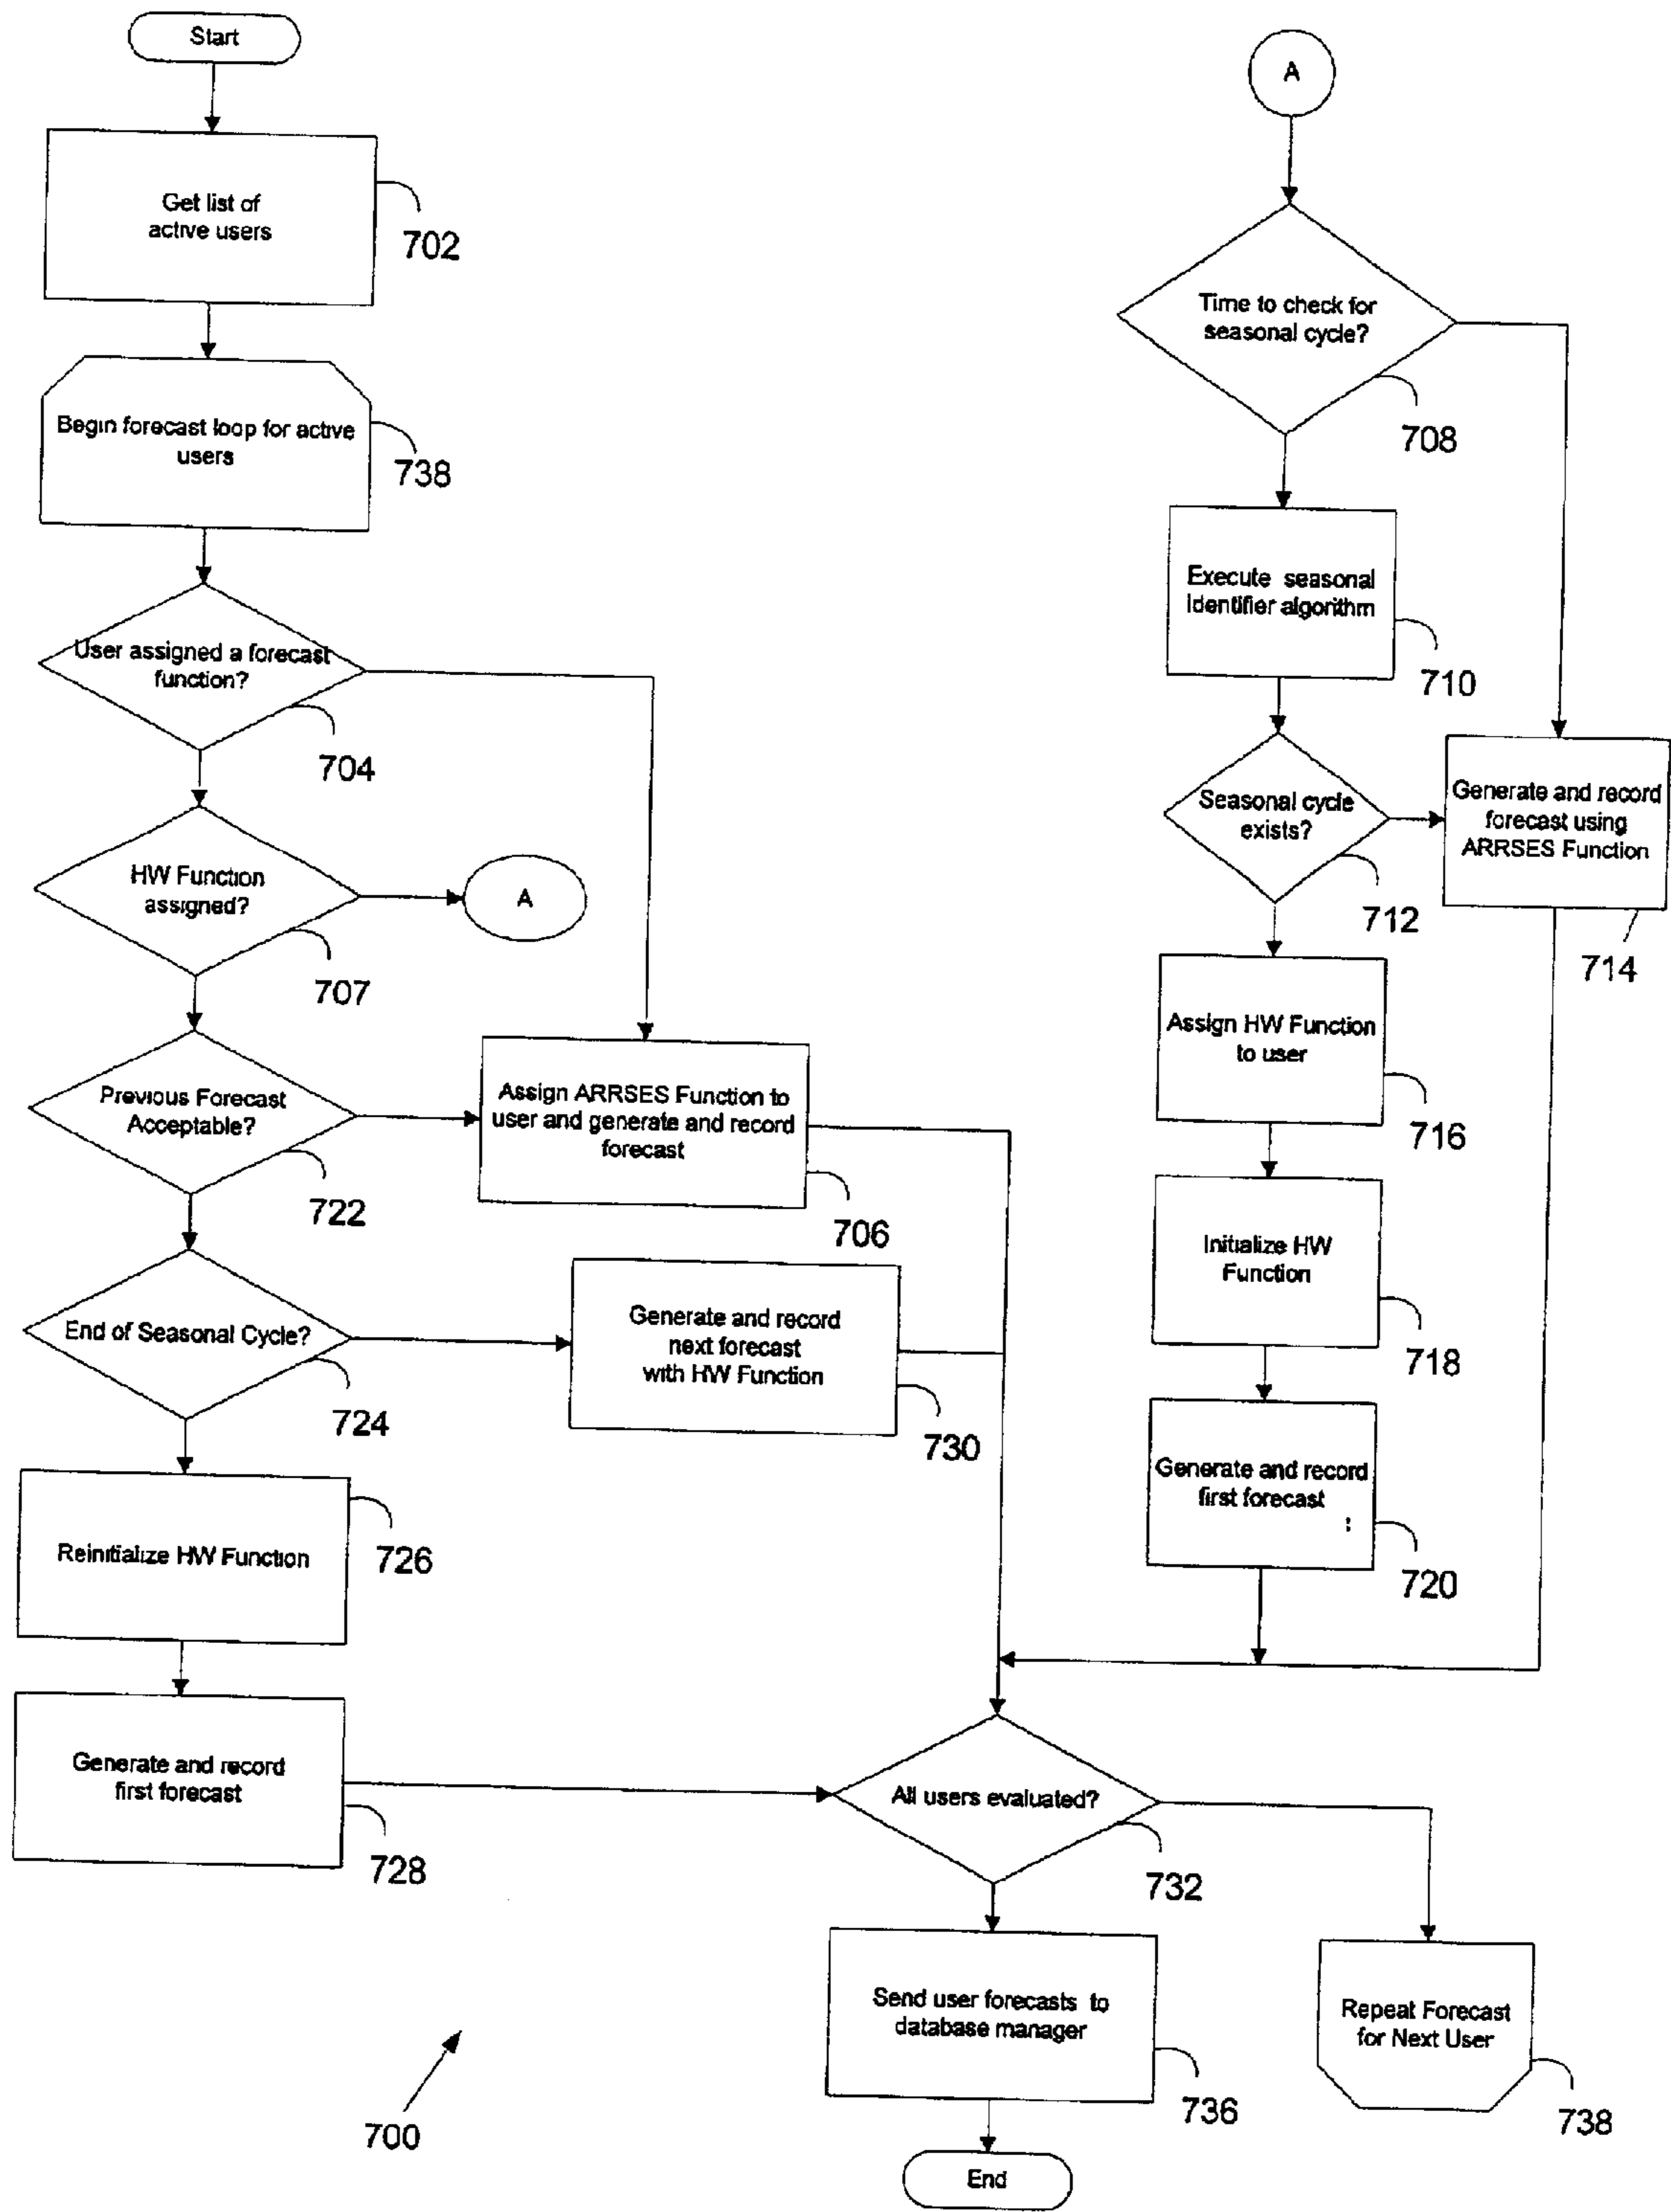 Start
Get list of
active users
702
Begin forecast loop for active
users
738
User assigned a forecast
function?
704
HW Function
assigned?
707
A
Previous Forecast
Acceptable?
722
Assign ARRSES Function to
user and generate and record
forecast
706
End of Seasonal Cycle?
724
Generate and record
next forecast
with HW Function
730
Reinitialize HW Function
726
Generate and record
first forecast
728
A
Time to check for
seasonal cycle?
708
Execute seasonal
identifier algorithm
710
Seasonal cycle
exists?
712
Generate and record
forecast using
ARRSES Function
714
Assign HW Function
to user
716
Initialize HW
Function
718
Generate and record
first forecast
720
All users evaluated?
732
Send user forecasts to
database manager
736
Repeat Forecast
for Next User
738
End
700